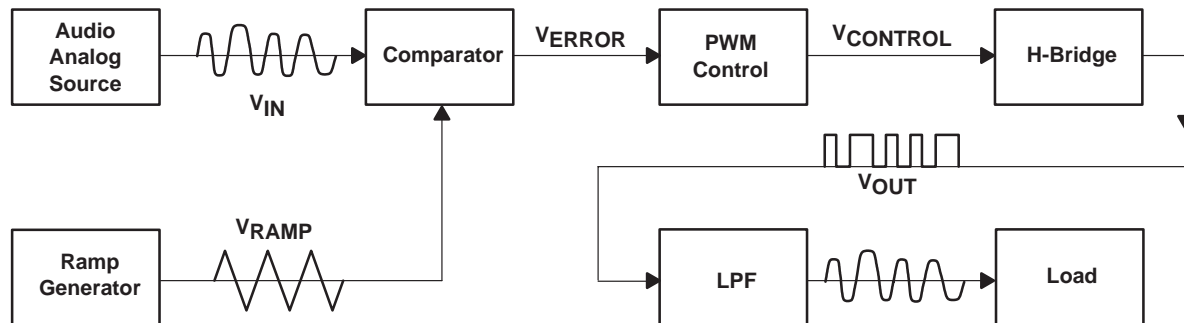 Audio
Analog
Source
VIN
Comparator
VERROR
PWM
Control
VCONTROL
H-Bridge
VOUT
VRAMP
Ramp
Generator
LPF
Load